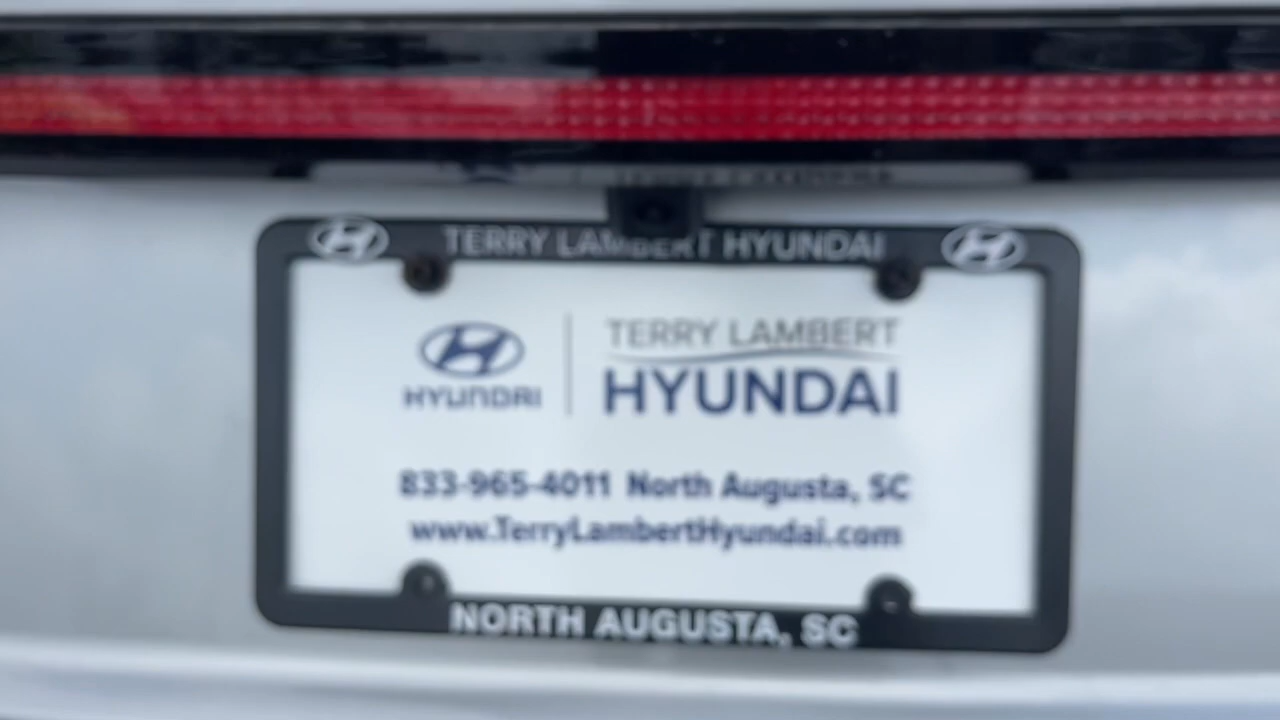 TERRY LAMBERT HYUNDAI
TERRY LAMBERT
HYUNDAI
HYUNDAI
833-965-4011 North Augusta, SC
www.TerryLambertHyundai.com
NORTH AUGUSTA, SC